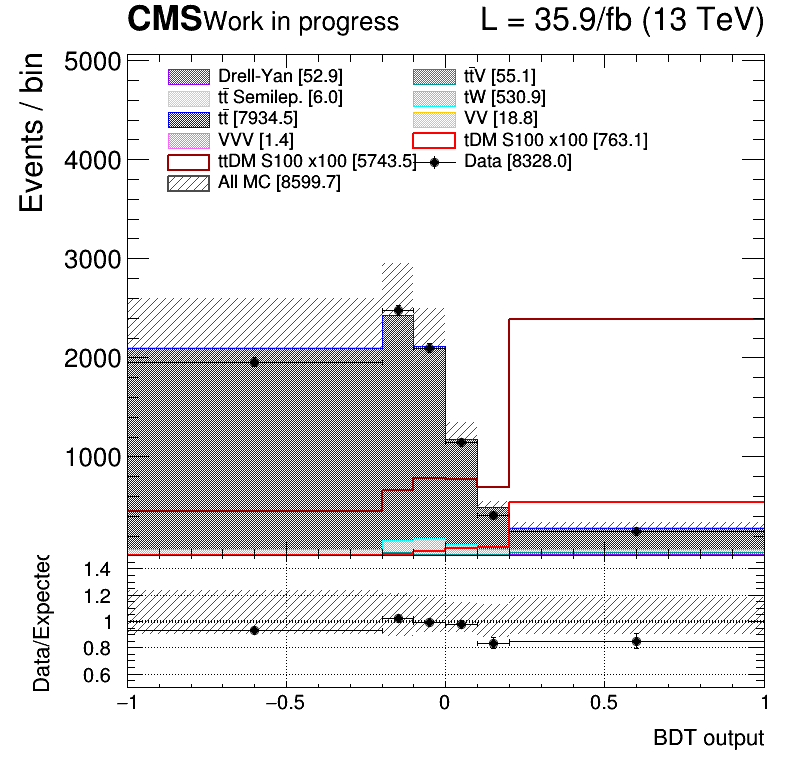 CMS Work in progress L = 35.9/fb (13 TeV)
Events / bin
5000
4000
3000
2000
1000
Drell-Yan [52.9] tt̄V [55.1]
tt̄ Semilep. [6.0] tW [530.9]
tt̄ [7934.5] VV [18.8]
VVV [1.4] tDM S100 x100 [763.1]
ttDM S100 x100 [5743.5] Data [8328.0]
All MC [8599.7]
Data/Expected
1.4
1.2
1
0.8
0.6
−1 −0.5 0 0.5 1
BDT output